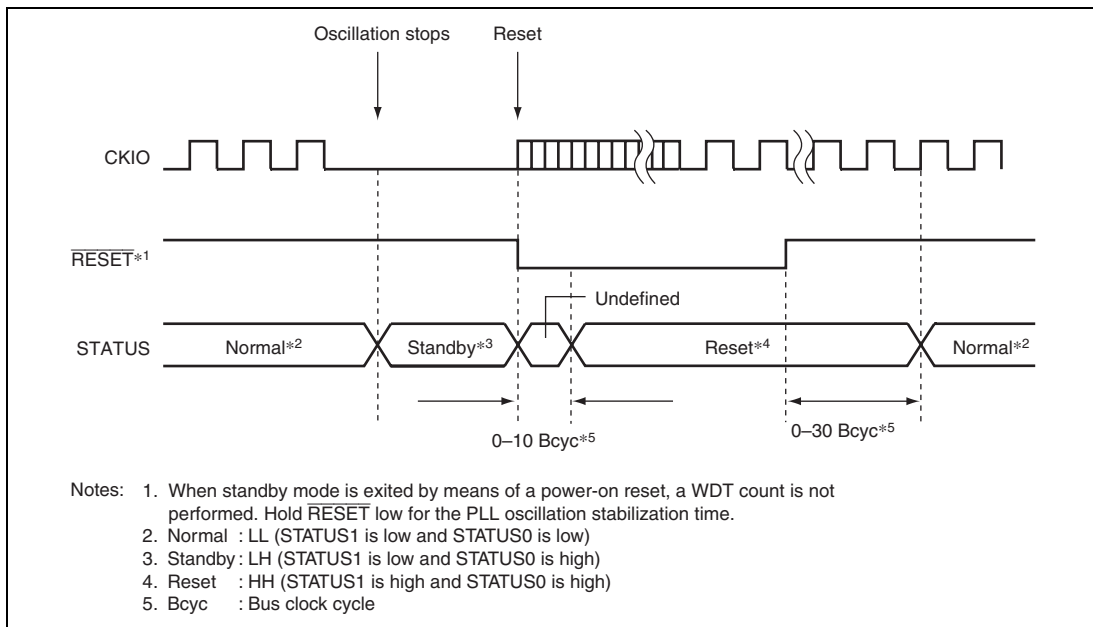 Oscillation stops Reset
CKIO
RESET*1
Undefined
STATUS Normal*2 Standby*3 Reset*4 Normal*2
0–10 Bcyc*5 0–30 Bcyc*5
Notes: 1. When standby mode is exited by means of a power-on reset, a WDT count is not
performed. Hold RESET low for the PLL oscillation stabilization time.
2. Normal : LL (STATUS1 is low and STATUS0 is low)
3. Standby : LH (STATUS1 is low and STATUS0 is high)
4. Reset : HH (STATUS1 is high and STATUS0 is high)
5. Bcyc : Bus clock cycle